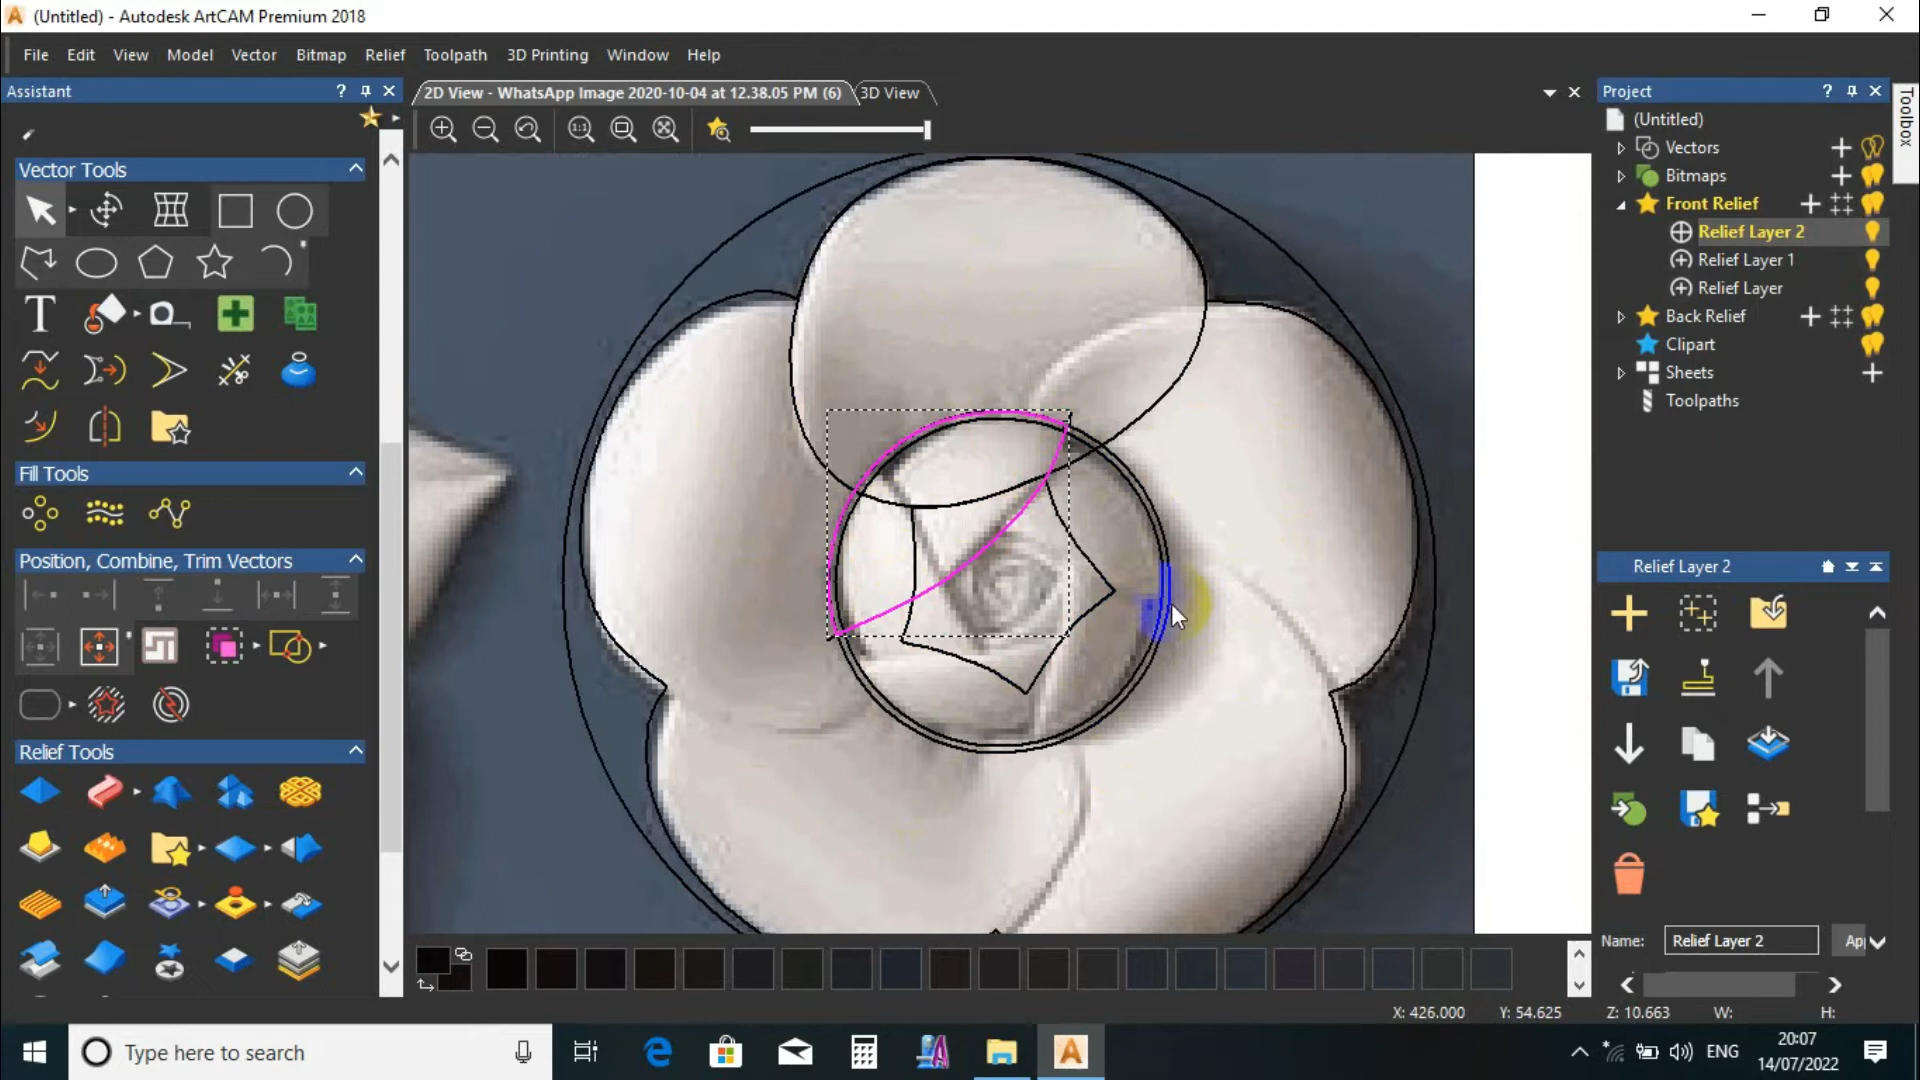 (Untitled) - Autodesk ArtCAM Premium 2018
File Edit View Model Vector Bitmap Relief Toolpath 3D Printing Window Help
Assistant ?
2D View - WhatsApp Image 2020-10-04 at 12.38.05 PM (6) 3D View
Project ?
Toolbox
(Untitled)
Vectors
Bitmaps
Front Relief
Relief Layer 2
Relief Layer 1
Relief Layer
Back Relief
Clipart
Sheets
Toolpaths
Vector Tools
Fill Tools
Position, Combine, Trim Vectors
Relief Tools
1:1
Relief Layer 2
Name: Relief Layer 2
X: 426.000 Y: 54.625 Z: 10.663 W: H:
Type here to search
ENG
20:07
14/07/2022